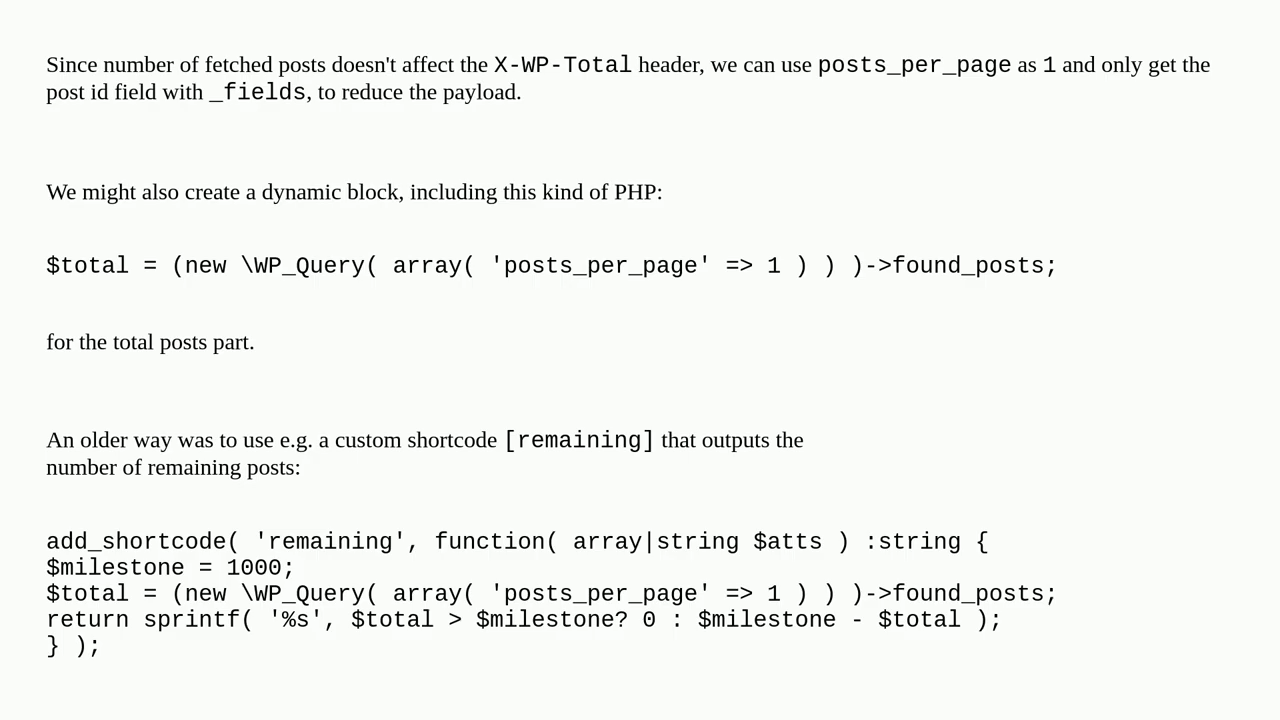 Since number of fetched posts doesn't affect the X-WP-Total header, we can use posts_per_page as 1 and only get the
post id field with _fields, to reduce the payload.
We might also create a dynamic block, including this kind of PHP:
$total = (new \WP_Query( array( 'posts_per_page' => 1 ) ) )->found_posts;
for the total posts part.
An older way was to use e.g. a custom shortcode [remaining] that outputs the
number of remaining posts:
add_shortcode( 'remaining', function( array|string $atts ) :string {
$milestone = 1000;
$total = (new \WP_Query( array( 'posts_per_page' => 1 ) ) )->found_posts;
return sprintf( '%s', $total > $milestone? 0 : $milestone - $total );
} );